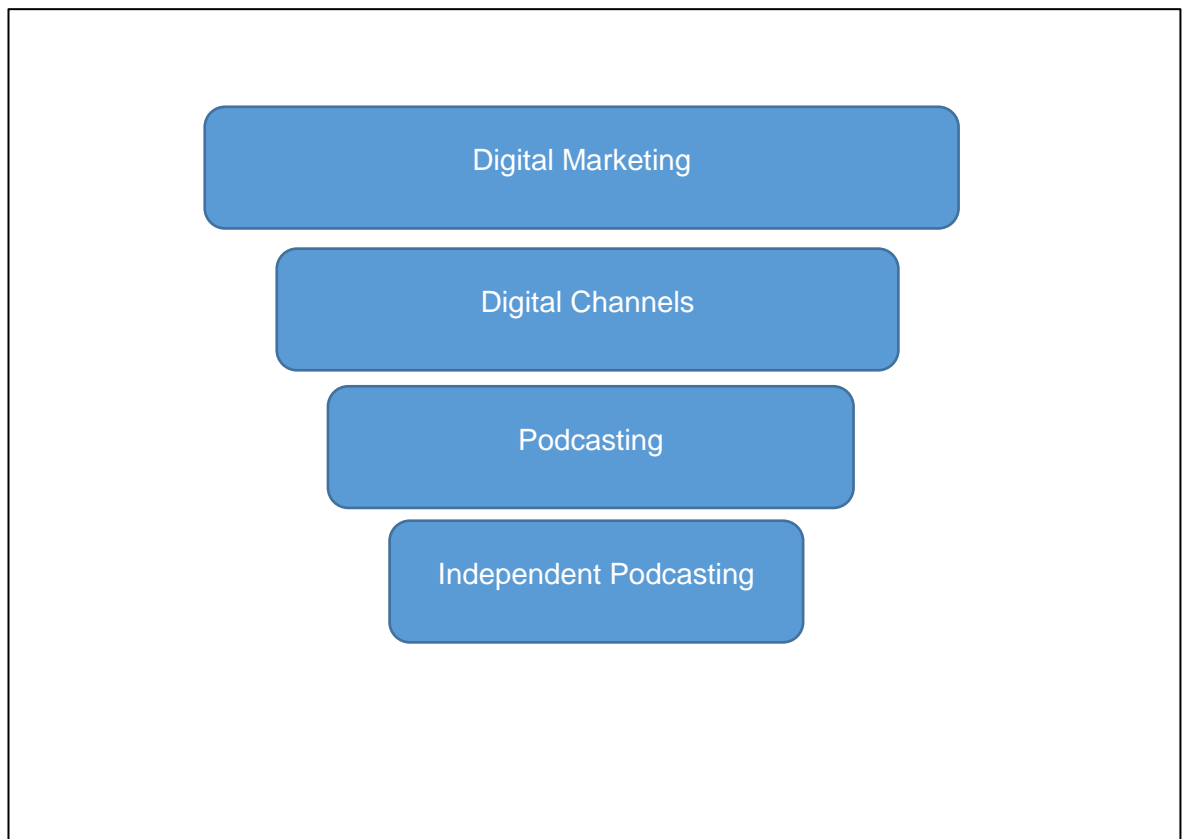 Digital Marketing
Digital Channels
Podcasting
Independent Podcasting